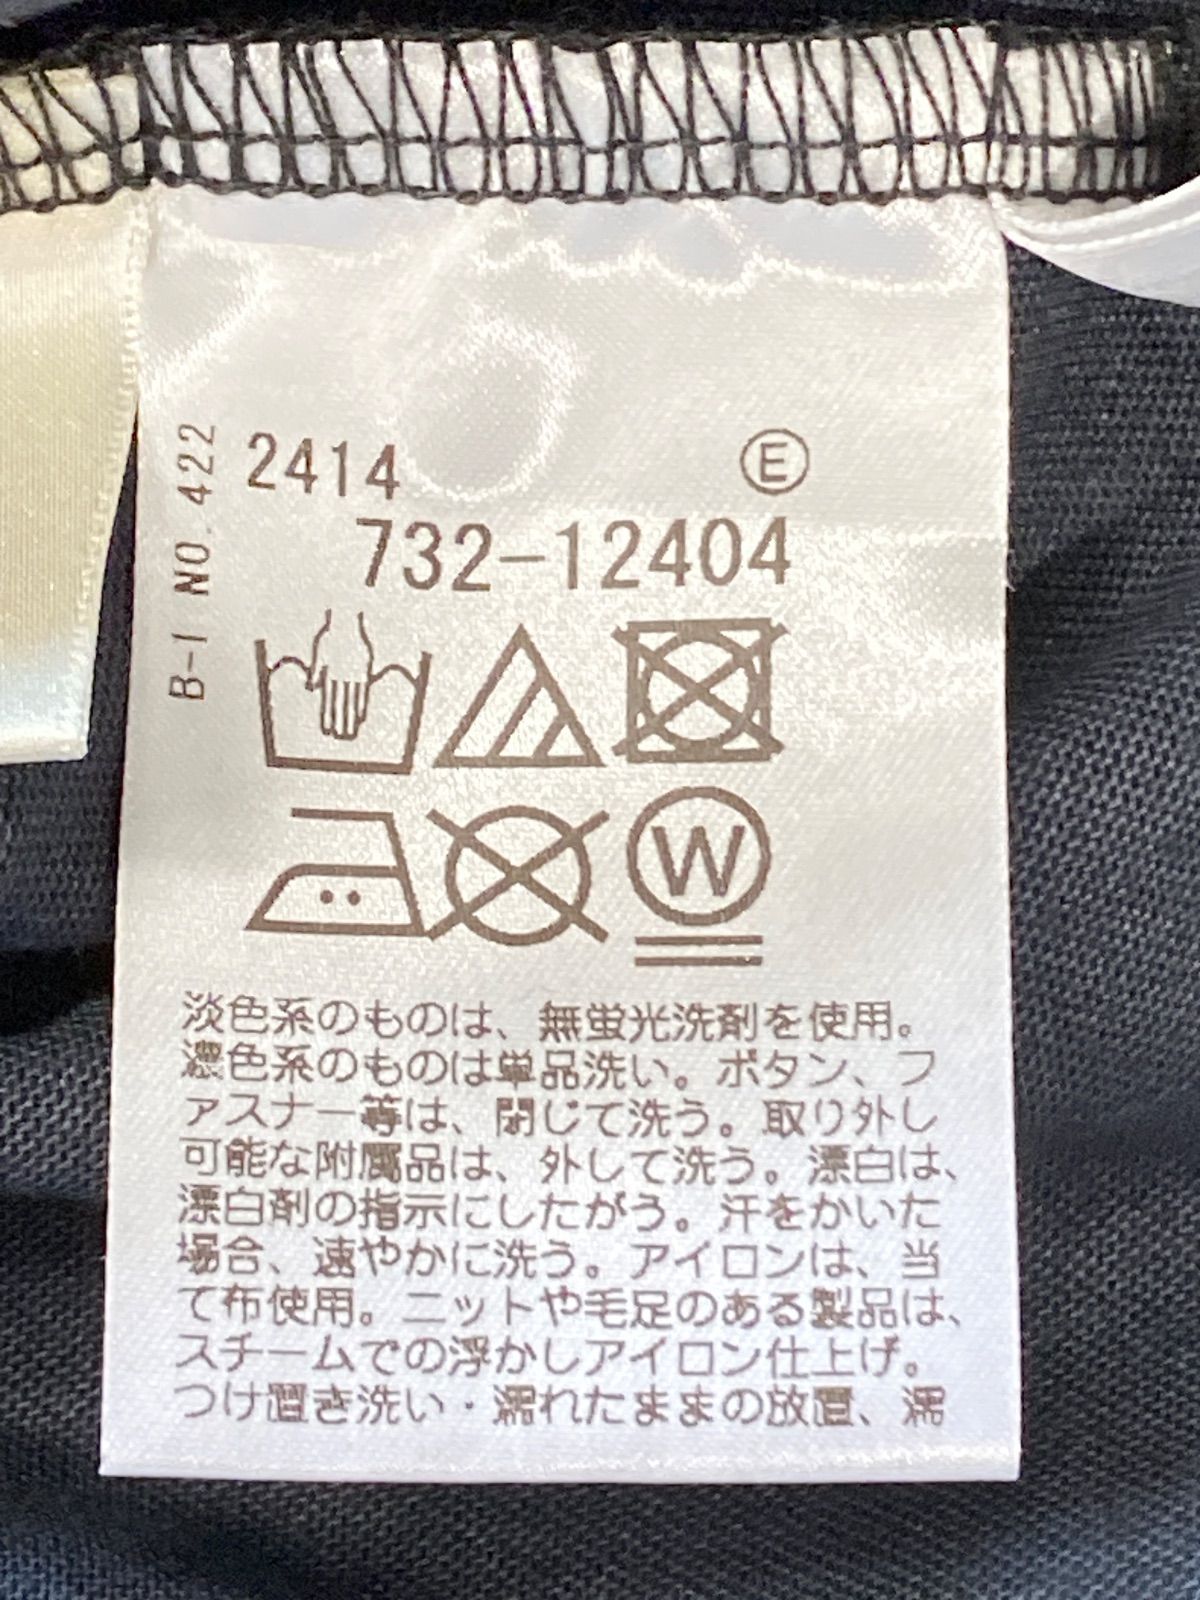 B-I NO. 422
2414
E
732-12404
W
淡色系のものは、無蛍光洗剤を使用。
濃色系のものは単品洗い。ボタン、フ
ァスナー等は、閉じて洗う。取り外し
可能な附属品は、外して洗う。漂白は、
漂白剤の指示にしたがう。汗をかいた
場合、速やかに洗う。アイロンは、当
て布使用。ニットや毛足のある製品は、
スチームでの浮かしアイロン仕上げ。
つけ置き洗い・濡れたままの放置、濡